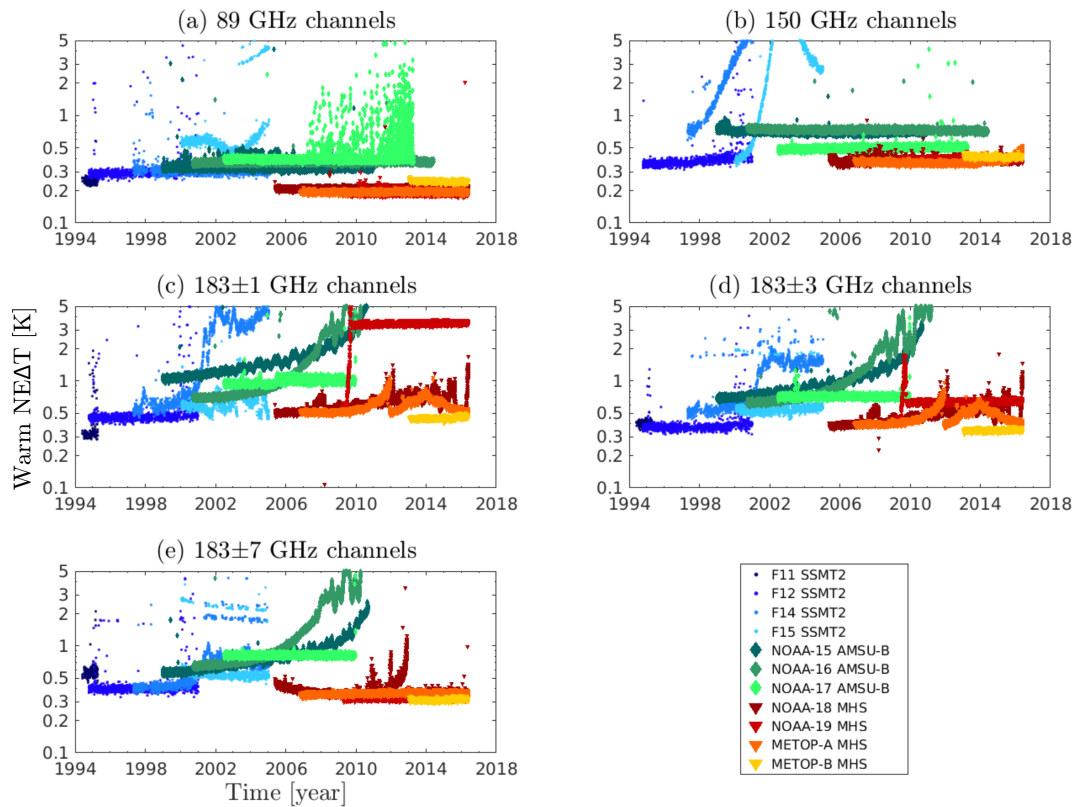 (a) 89 GHz channels
5
3
2
1
0.5
0.3
0.2
0.1
1994 1998 2002 2006 2010 2014 2018
(b) 150 GHz channels
5
3
2
1
0.5
0.3
0.2
0.1
1994 1998 2002 2006 2010 2014 2018
Warm NEΔT [K]
(c) 183±1 GHz channels
5
3
2
1
0.5
0.3
0.2
0.1
1994 1998 2002 2006 2010 2014 2018
(d) 183±3 GHz channels
5
3
2
1
0.5
0.3
0.2
0.1
1994 1998 2002 2006 2010 2014 2018
(e) 183±7 GHz channels
5
3
2
1
0.5
0.3
0.2
0.1
1994 1998 2002 2006 2010 2014 2018
Time [year]
F11 SSMT2
F12 SSMT2
F14 SSMT2
F15 SSMT2
NOAA-15 AMSU-B
NOAA-16 AMSU-B
NOAA-17 AMSU-B
NOAA-18 MHS
NOAA-19 MHS
METOP-A MHS
METOP-B MHS